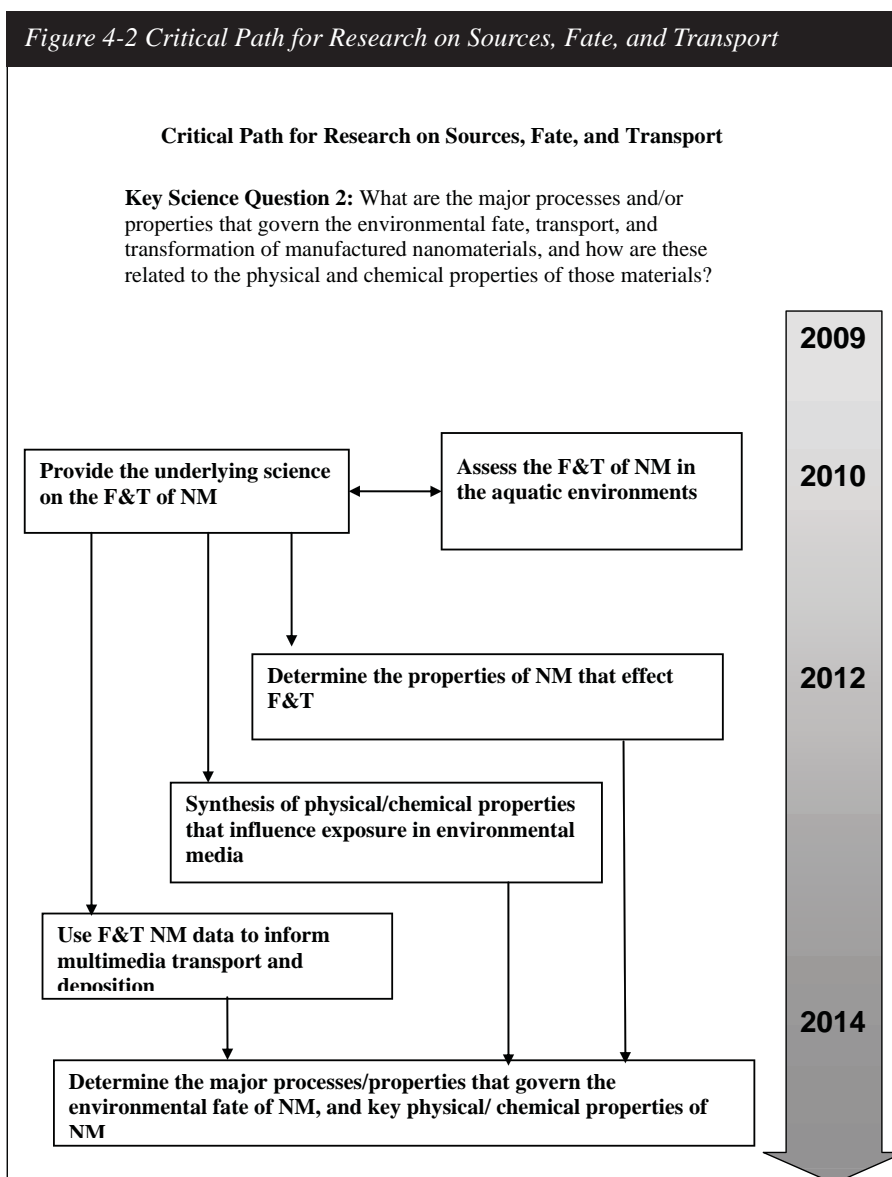 Figure 4-2 Critical Path for Research on Sources, Fate, and Transport
Critical Path for Research on Sources, Fate, and Transport
Key Science Question 2: What are the major processes and/or
properties that govern the environmental fate, transport, and
transformation of manufactured nanomaterials, and how are these
related to the physical and chemical properties of those materials?
2009
Provide the underlying science
on the F&T of NM
Assess the F&T of NM in
the aquatic environments
2010
Determine the properties of NM that effect
F&T
2012
Synthesis of physical/chemical properties
that influence exposure in environmental
media
Use F&T NM data to inform
multimedia transport and
deposition
2014
Determine the major processes/properties that govern the
environmental fate of NM, and key physical/ chemical properties of
NM